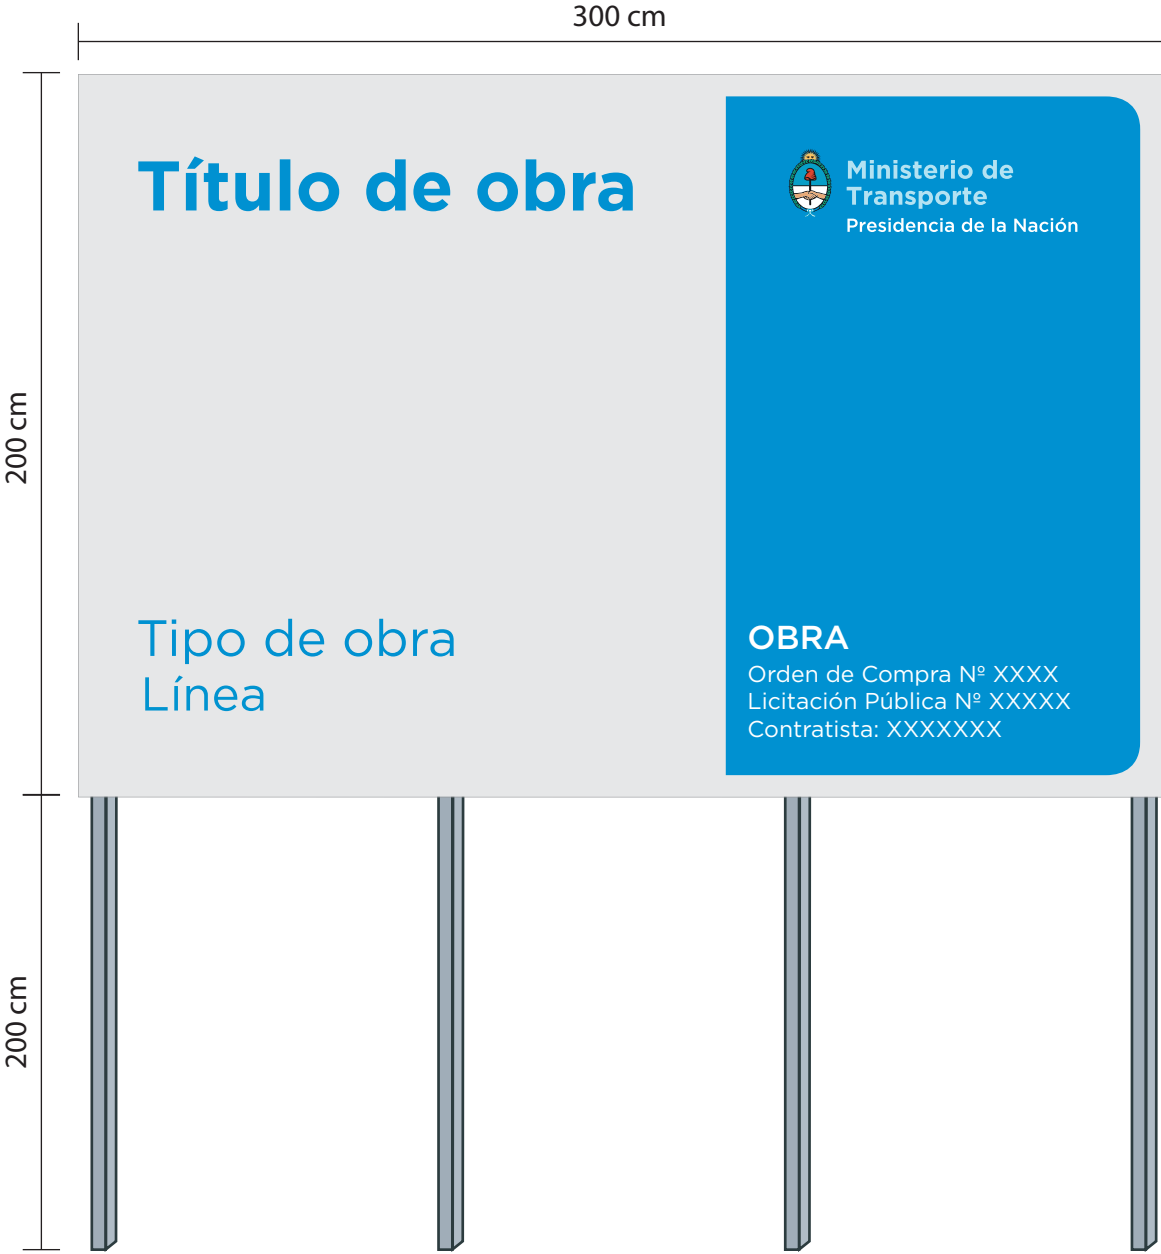 300 cm
200 cm
Título de obra
Ministerio de
Transporte
Presidencia de la Nación
Tipo de obra
Línea
OBRA
Orden de Compra Nº XXXX
Licitación Pública Nº XXXXX
Contratista: XXXXXXX
200 cm